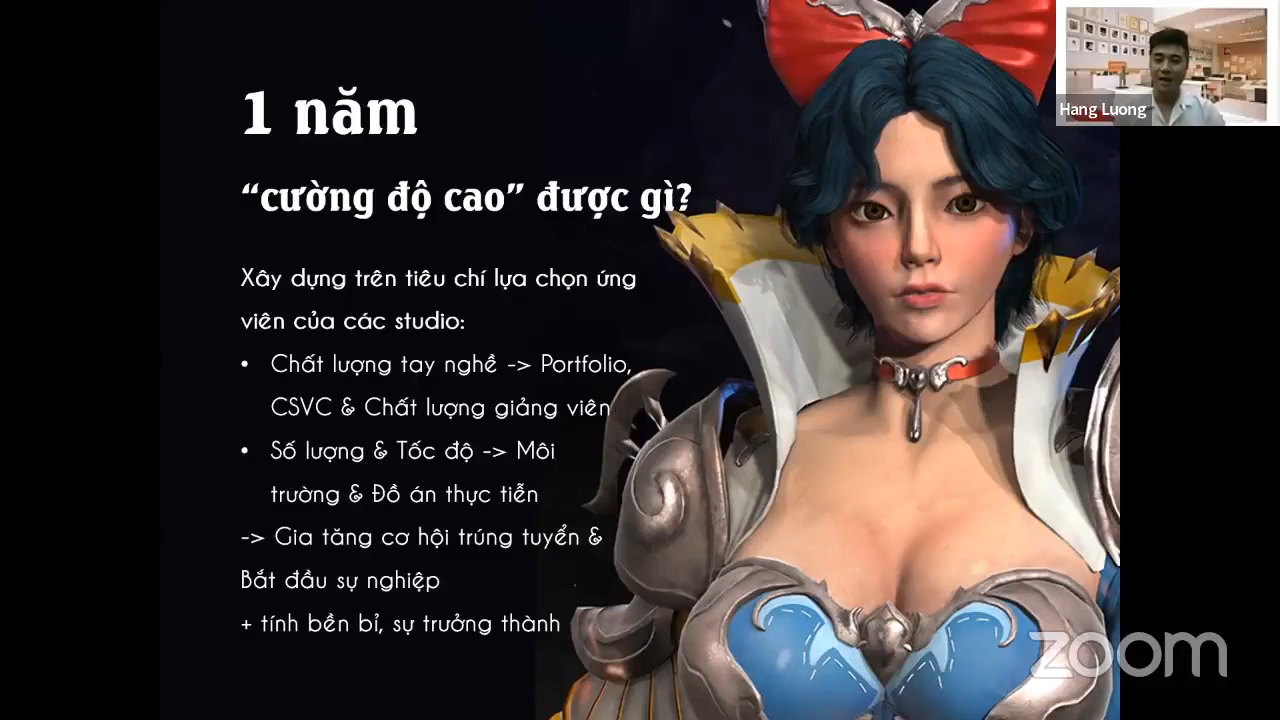 1 năm
“cường độ cao” được gì?
Xây dựng trên tiêu chí lựa chọn ứng
viên của các studio:
• Chất lượng tay nghề -> Portfolio,
CSVC & Chất lượng giảng viên
• Số lượng & Tốc độ -> Môi
trường & Đồ án thực tiễn
-> Gia tăng cơ hội trúng tuyển &
Bắt đầu sự nghiệp
+ tính bền bỉ, sự trưởng thành
Hang Luong
zoom